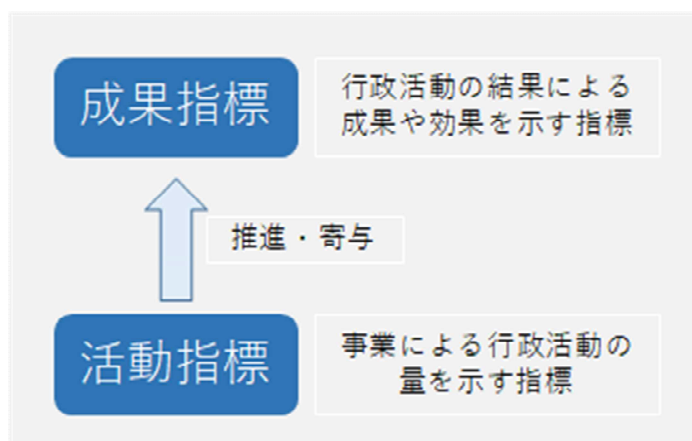 成果指標
行政活動の結果による
成果や効果を示す指標
推進・寄与
活動指標
事業による行政活動の
量を示す指標